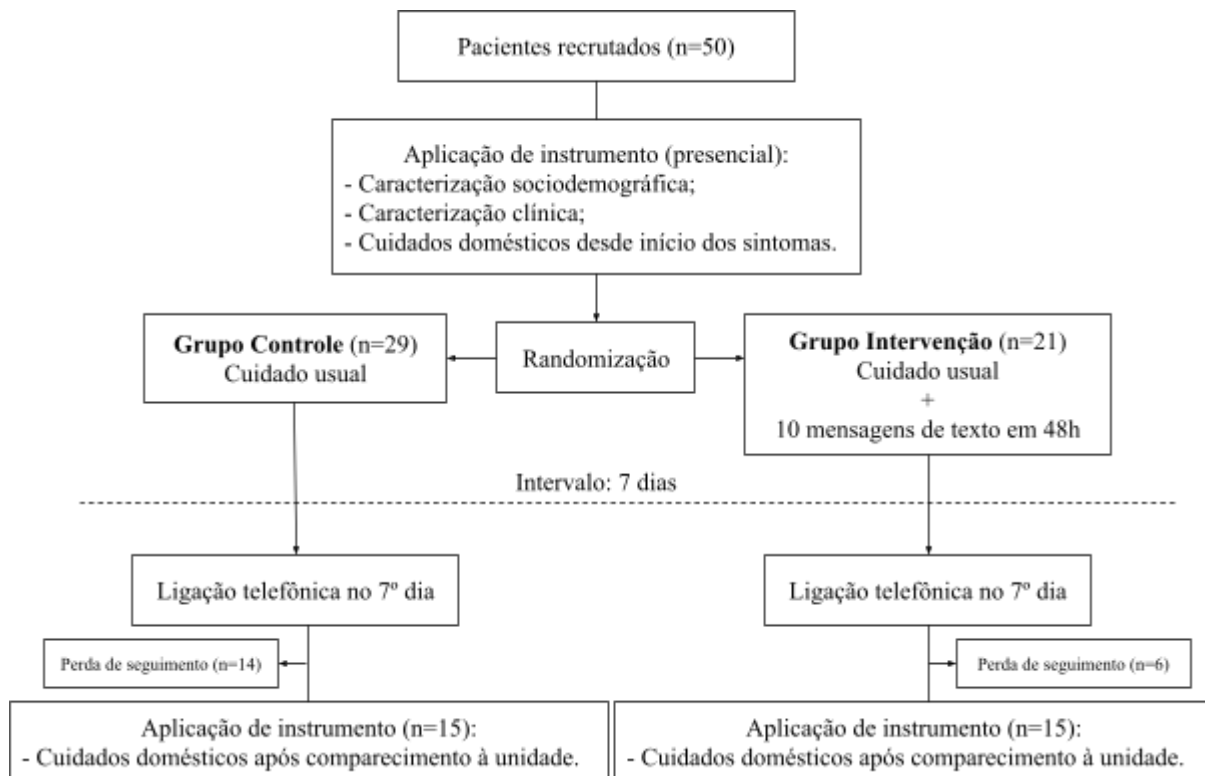 Pacientes recrutados (n=50)
Aplicação de instrumento (presencial):
- Caracterização sociodemográfica;
- Caracterização clínica;
- Cuidados domésticos desde início dos sintomas.
Grupo Controle (n=29)
Cuidado usual
Randomização
Grupo Intervenção (n=21)
Cuidado usual
+
10 mensagens de texto em 48h
Intervalo: 7 dias
Ligação telefônica no 7º dia
Ligação telefônica no 7º dia
Perda de seguimento (n=14)
Perda de seguimento (n=6)
Aplicação de instrumento (n=15):
- Cuidados domésticos após comparecimento à unidade.
Aplicação de instrumento (n=15):
- Cuidados domésticos após comparecimento à unidade.